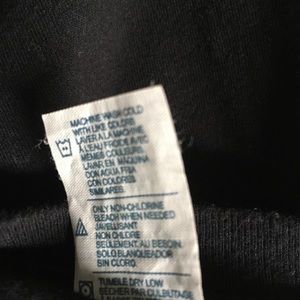 MACHINE WASH COLD
WITH LIKE COLORS
LAVER A LA MACHINE
A L'EAU FROIDE AVEC
MEMES COULEURS
LAVAR EN MAQUINA
CON AGUA FRIA
CON COLORES
SIMILARES.
ONLY NON-CHLORINE
BLEACH WHEN NEEDED
JAVELLISANT
NON CHLORE
SEULEMENT AU BESOIN.
SOLO BLANQUEADOR
SIN CLORO.
TUMBLE DRY LOW
SÉCHER PAR CULBUTAGE